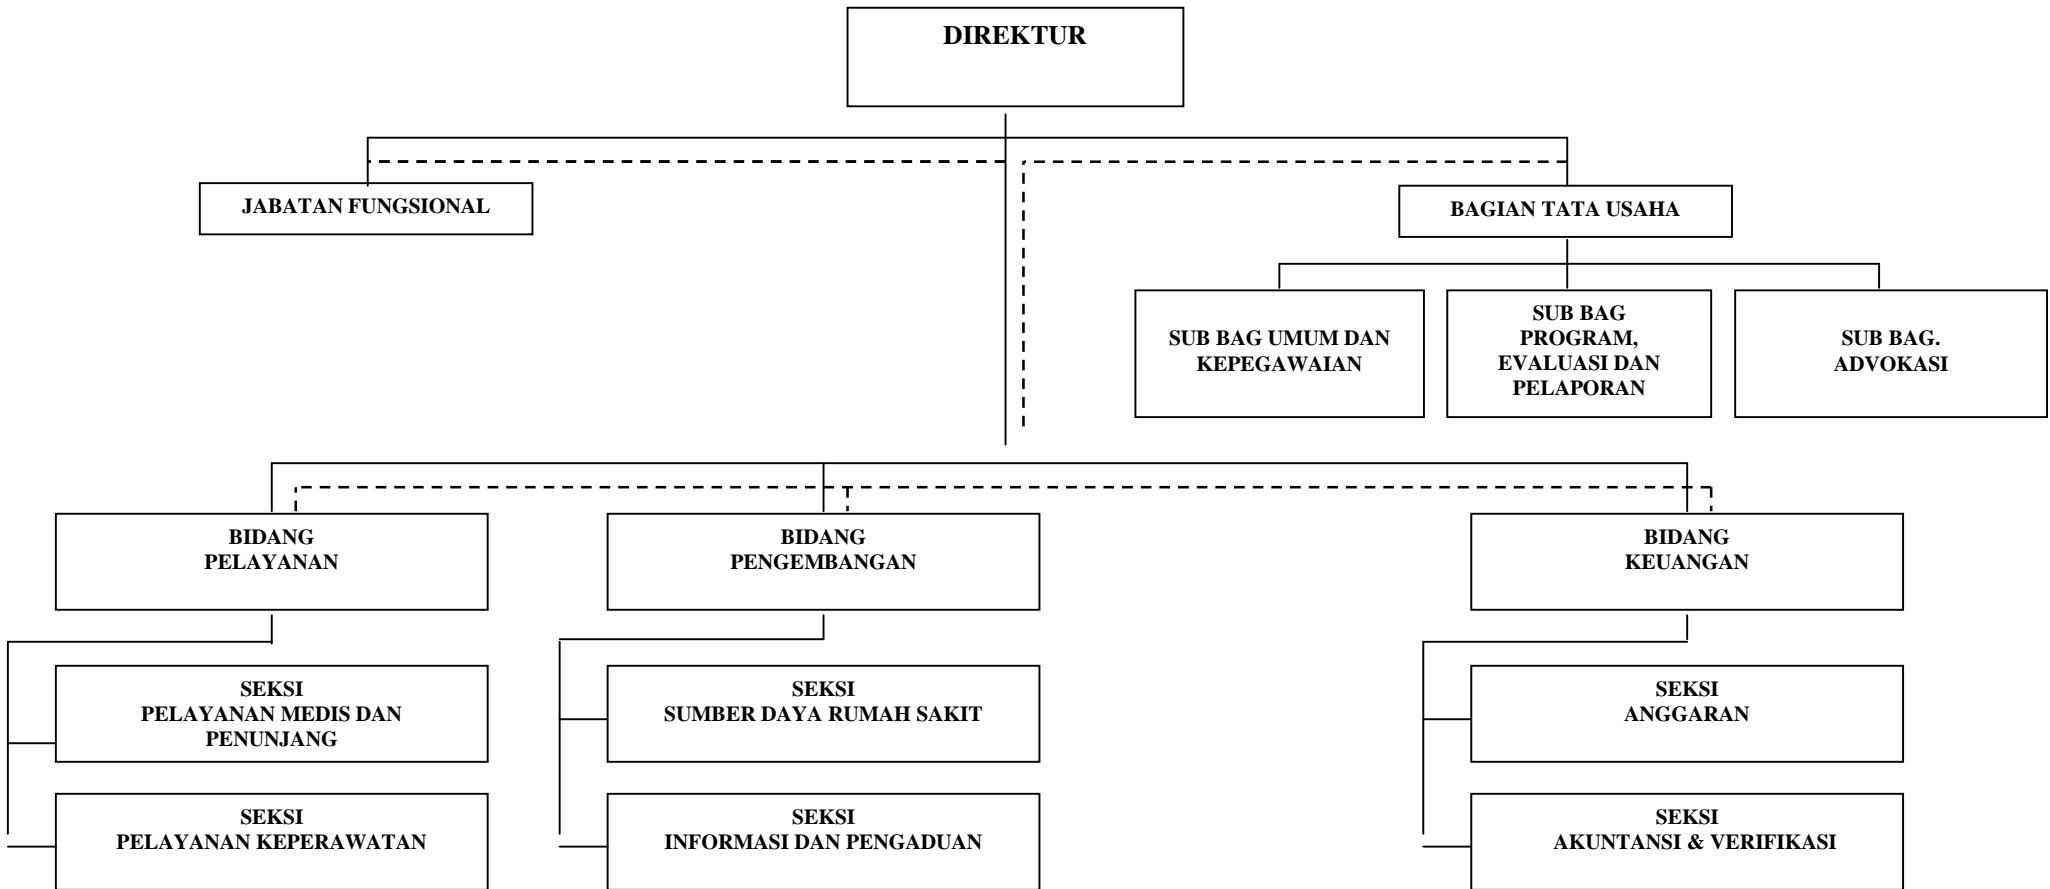 DIREKTUR
JABATAN FUNGSIONAL
BAGIAN TATA USAHA
SUB BAG UMUM DAN
KEPEGAWAIAN
SUB BAG
PROGRAM,
EVALUASI DAN
PELAPORAN
SUB BAG.
ADVOKASI
BIDANG
PELAYANAN
BIDANG
PENGEMBANGAN
BIDANG
KEUANGAN
SEKSI
PELAYANAN MEDIS DAN
PENUNJANG
SEKSI
SUMBER DAYA RUMAH SAKIT
SEKSI
ANGGARAN
SEKSI
PELAYANAN KEPERAWATAN
SEKSI
INFORMASI DAN PENGADUAN
SEKSI
AKUNTANSI & VERIFIKASI